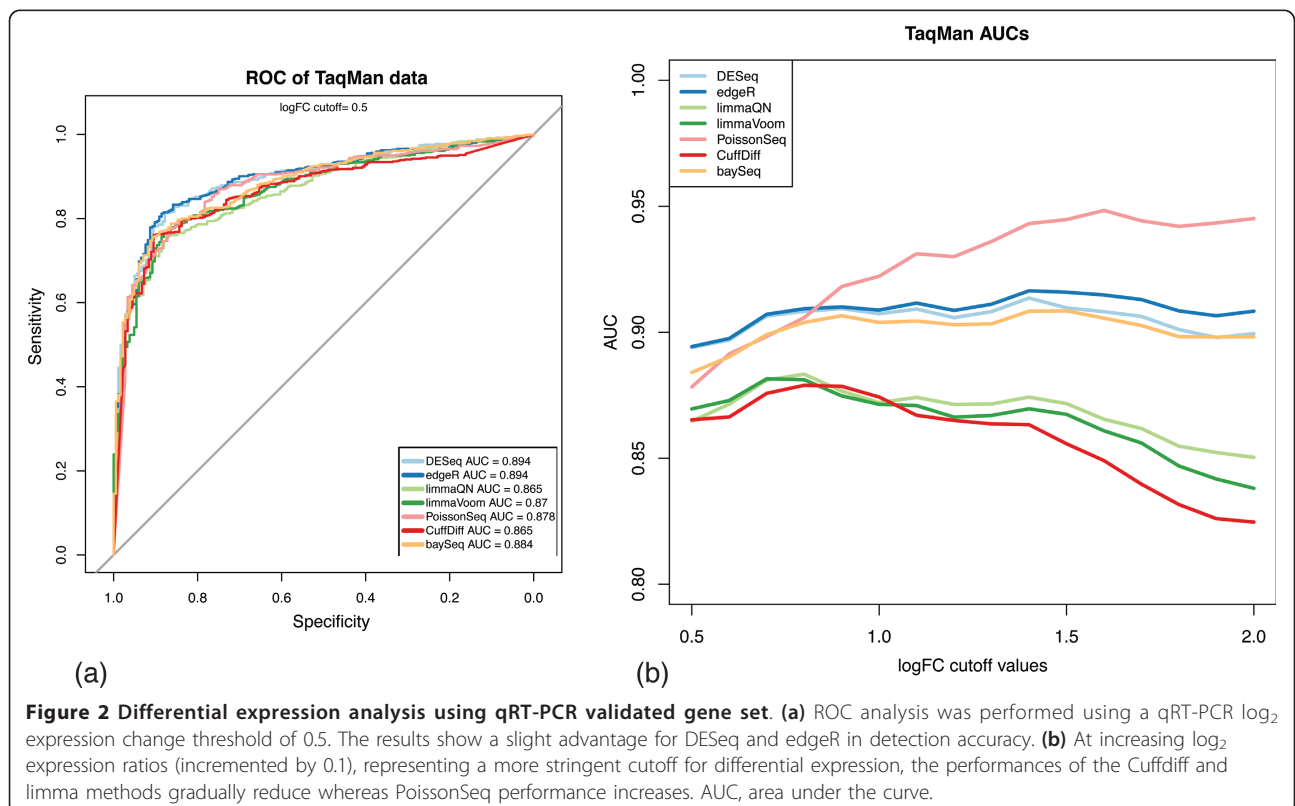 ROC of TaqMan data
logFC cutoff= 0.5
Sensitivity
1.0
0.8
0.6
0.4
0.2
0.0
DESeq AUC = 0.894
edgeR AUC = 0.894
limmaQN AUC = 0.865
limmaVoom AUC = 0.87
PoissonSeq AUC = 0.878
CuffDiff AUC = 0.865
baySeq AUC = 0.884
1.0 0.8 0.6 0.4 0.2 0.0
Specificity
(a)
TaqMan AUCs
DESeq
edgeR
limmaQN
limmaVoom
PoissonSeq
CuffDiff
baySeq
AUC
1.00
0.95
0.90
0.85
0.80
0.5 1.0 1.5 2.0
logFC cutoff values
(b)
Figure 2 Differential expression analysis using qRT-PCR validated gene set. (a) ROC analysis was performed using a qRT-PCR log2
expression change threshold of 0.5. The results show a slight advantage for DESeq and edgeR in detection accuracy. (b) At increasing log2
expression ratios (incremented by 0.1), representing a more stringent cutoff for differential expression, the performances of the Cuffdiff and
limma methods gradually reduce whereas PoissonSeq performance increases. AUC, area under the curve.